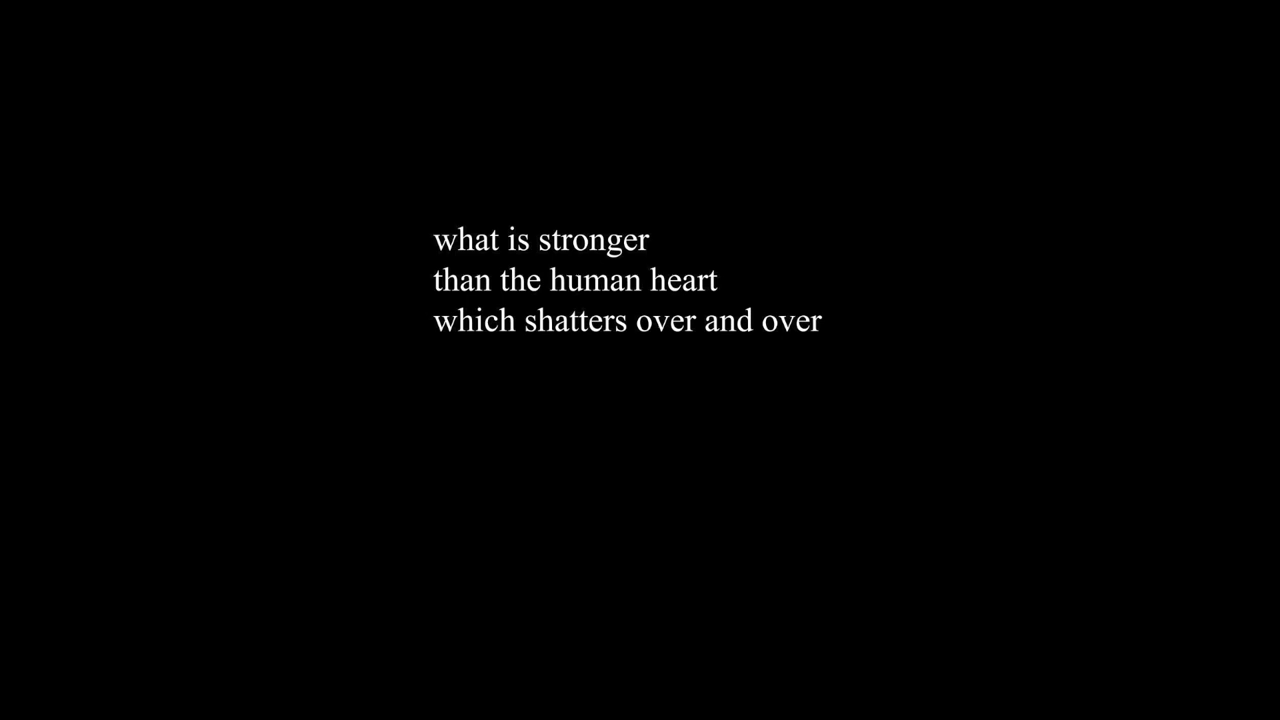 what is stronger
than the human heart
which shatters over and over